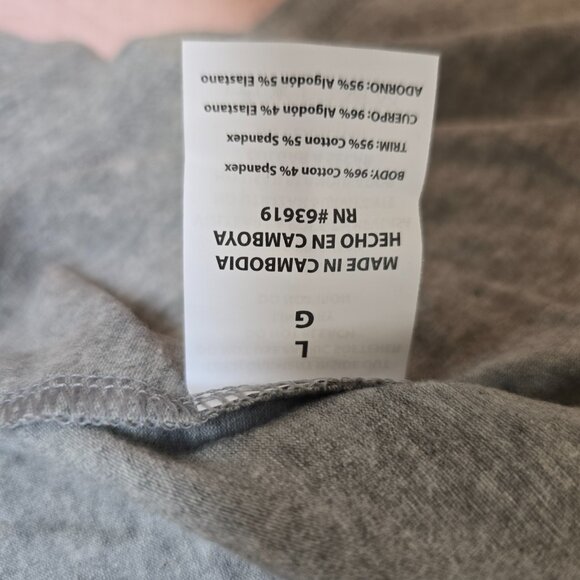 L
G
MADE IN CAMBODIA
HECHO EN CAMBOYA
RN #63619
BODY: 96% Cotton 4% Spandex
TRIM: 95% Cotton 5% Spandex
CUERPO: 96% Algodón 4% Elastano
ADORNO: 95% Algodón 5% Elastano